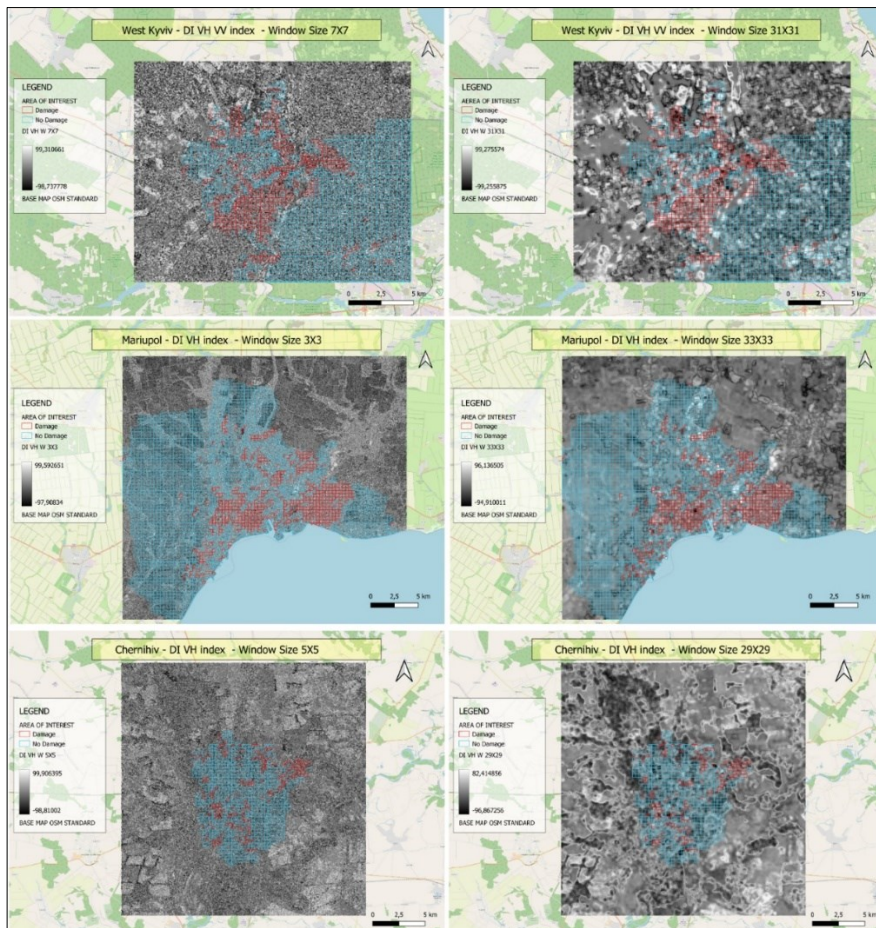 West Kyviv - DI VH VV index - Window Size 7X7
LEGEND
AREA OF INTEREST
Damage
No Damage
DI VH W 7X7
99,310661
-98,737778
BASE MAP OSM STANDARD
0 2,5 5 km
West Kyviv - DI VH VV index - Window Size 31X31
LEGEND
AREA OF INTEREST
Damage
No Damage
DI VH W 31X31
99,275574
-99,255875
BASE MAP OSM STANDARD
0 2,5 5 km
Mariupol - DI VH index - Window Size 3X3
LEGEND
AREA OF INTEREST
Damage
No Damage
DI VH W 3X3
99,592651
-97,90834
BASE MAP OSM STANDARD
0 2,5 5 km
Mariupol - DI VH index - Window Size 33X33
LEGEND
AREA OF INTEREST
Damage
No Damage
DI VH W 33X33
96,136505
-94,910011
BASE MAP OSM STANDARD
0 2,5 5 km
Chernihiv - DI VH index - Window Size 5X5
LEGEND
AREA OF INTEREST
Damage
No Damage
DI VH W 5X5
99,906395
-98,81002
BASE MAP OSM STANDARD
0 2,5 5 km
Chernihiv - DI VH index - Window Size 29X29
LEGEND
AREA OF INTEREST
Damage
No Damage
DI VH W 29X29
82,414856
-96,867256
BASE MAP OSM STANDARD
0 2,5 5 km